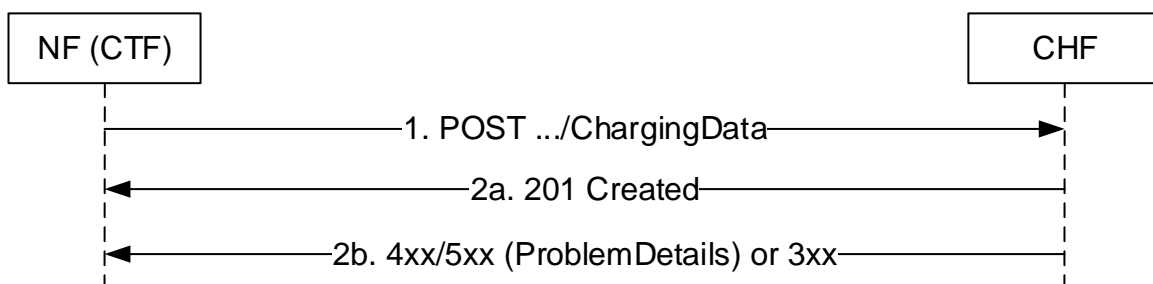 NF (CTF)
CHF
1. POST .../ChargingData
2a. 201 Created
2b. 4xx/5xx (ProblemDetails) or 3xx